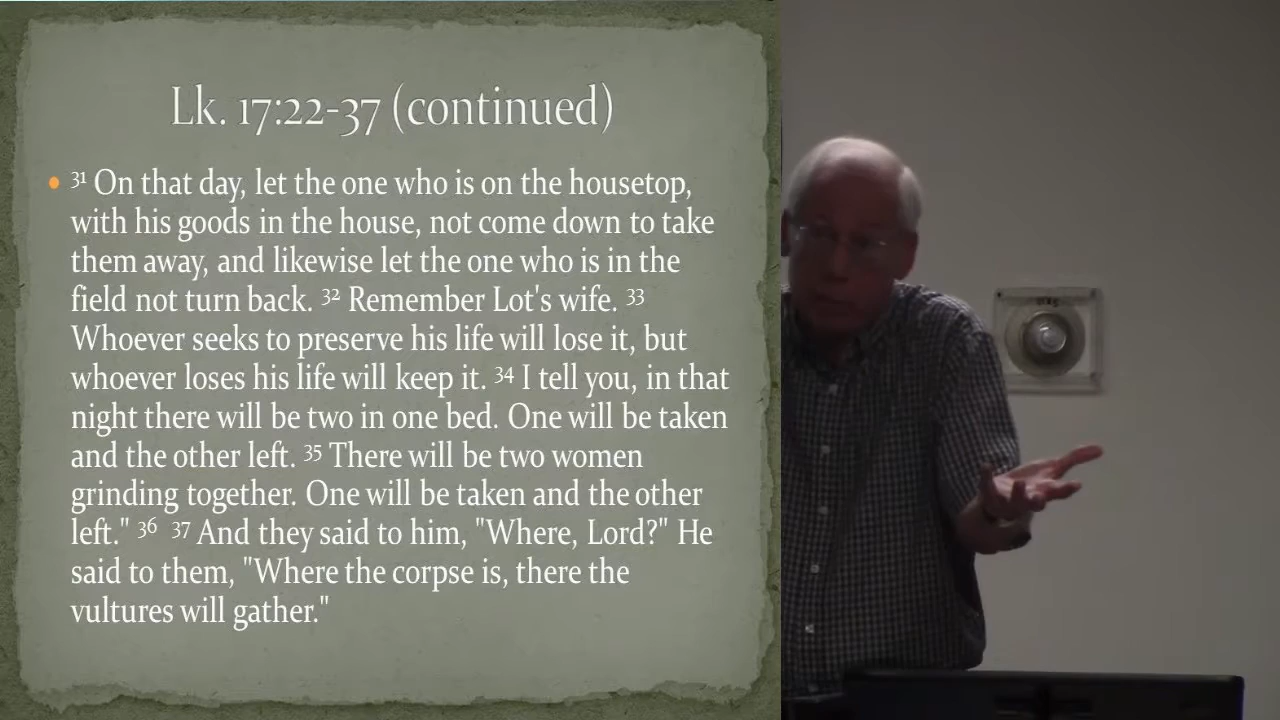 Lk. 17:22-37 (continued)
³¹ On that day, let the one who is on the housetop,
with his goods in the house, not come down to take
them away, and likewise let the one who is in the
field not turn back. ³² Remember Lot's wife. ³³
Whoever seeks to preserve his life will lose it, but
whoever loses his life will keep it. ³⁴ I tell you, in that
night there will be two in one bed. One will be taken
and the other left. ³⁵ There will be two women
grinding together. One will be taken and the other
left." ³⁶ ³⁷ And they said to him, "Where, Lord?" He
said to them, "Where the corpse is, there the
vultures will gather."